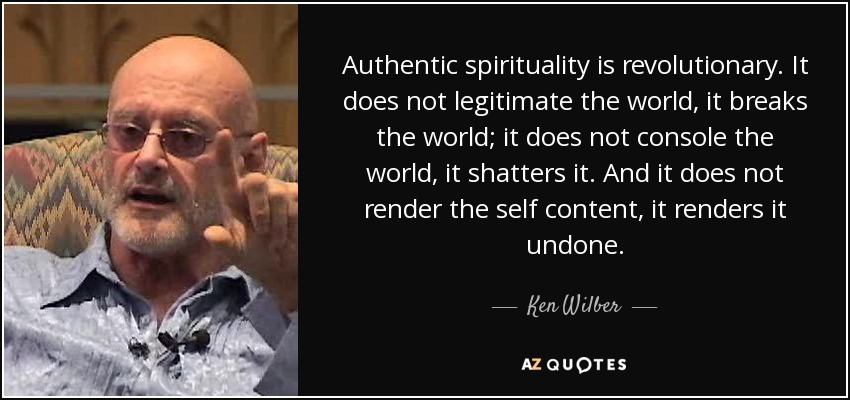 Authentic spirituality is revolutionary. It
does not legitimate the world, it breaks
the world; it does not console the
world, it shatters it. And it does not
render the self content, it renders it
undone.
Ken Wilber
AZ QUOTES